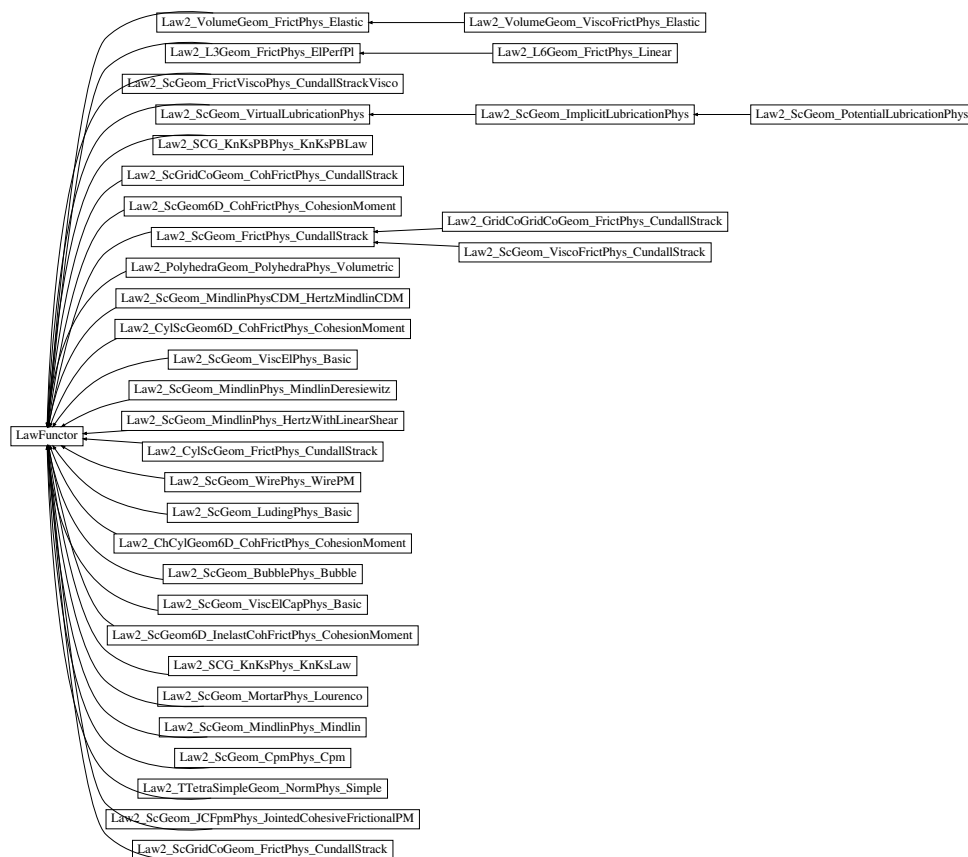 Law2_VolumeGeom_FrictPhys_Elastic
Law2_VolumeGeom_ViscoFrictPhys_Elastic
Law2_L3Geom_FrictPhys_ElPerfPl
Law2_L6Geom_FrictPhys_Linear
Law2_ScGeom_FrictViscoPhys_CundallStrackVisco
Law2_ScGeom_VirtualLubricationPhys
Law2_ScGeom_ImplicitLubricationPhys
Law2_ScGeom_PotentialLubricationPhys
Law2_SCG_KnKsPBPhys_KnKsPBLaw
Law2_ScGridCoGeom_CohFrictPhys_CundallStrack
Law2_ScGeom6D_CohFrictPhys_CohesionMoment
Law2_GridCoGridCoGeom_FrictPhys_CundallStrack
Law2_ScGeom_FrictPhys_CundallStrack
Law2_ScGeom_ViscoFrictPhys_CundallStrack
Law2_PolyhedraGeom_PolyhedraPhys_Volumetric
Law2_ScGeom_MindlinPhysCDM_HertzMindlinCDM
Law2_CylScGeom6D_CohFrictPhys_CohesionMoment
Law2_ScGeom_ViscElPhys_Basic
Law2_ScGeom_MindlinPhys_MindlinDeresiewitz
Law2_ScGeom_MindlinPhys_HertzWithLinearShear
LawFunctor
Law2_CylScGeom_FrictPhys_CundallStrack
Law2_ScGeom_WirePhys_WirePM
Law2_ScGeom_LudingPhys_Basic
Law2_ChCylGeom6D_CohFrictPhys_CohesionMoment
Law2_ScGeom_BubblePhys_Bubble
Law2_ScGeom_ViscElCapPhys_Basic
Law2_ScGeom6D_InelastCohFrictPhys_CohesionMoment
Law2_SCG_KnKsPhys_KnKsLaw
Law2_ScGeom_MortarPhys_Lourenco
Law2_ScGeom_MindlinPhys_Mindlin
Law2_ScGeom_CpmPhys_Cpm
Law2_TTetraSimpleGeom_NormPhys_Simple
Law2_ScGeom_JCFpmPhys_JointedCohesiveFrictionalPM
Law2_ScGridCoGeom_FrictPhys_CundallStrack